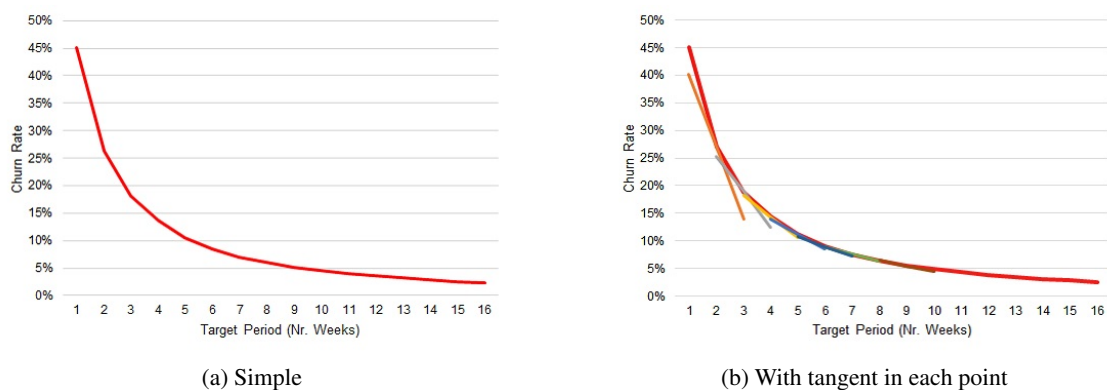 50%
45%
40%
35%
30%
25%
20%
15%
10%
5%
0%
Churn Rate
1 2 3 4 5 6 7 8 9 10 11 12 13 14 15 16
Target Period (Nr. Weeks)
(a) Simple
50%
45%
40%
35%
30%
25%
20%
15%
10%
5%
0%
Churn Rate
1 2 3 4 5 6 7 8 9 10 11 12 13 14 15 16
Target Period (Nr. Weeks)
(b) With tangent in each point